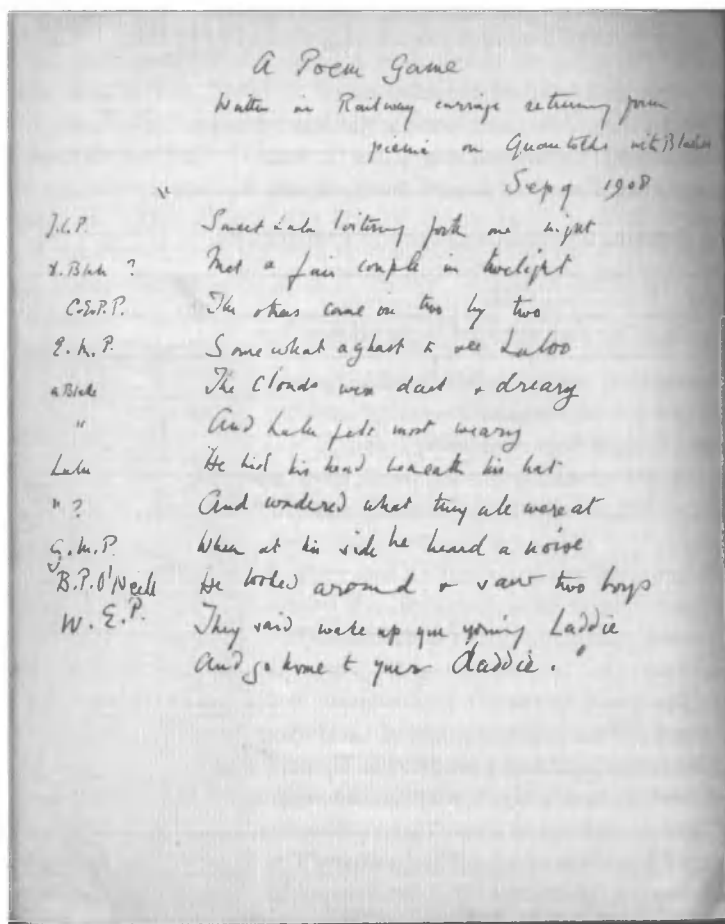 A Poem Game
Written in Railway carriage returning from
picnic on Quantocks with Blakes
Sep 9 1908
"
J.C.P. Sweet Lulu loitering forth one night
Y. Blake ? Met a fair couple in twilight
C.E.P.P. The others came on two by two
E.M.P. Somewhat aghast to see Luloo
a Blake The Clouds were dark & dreary
" And Lulu felt most weary
Lulu He hid his head beneath his hat
" ? And wondered what they all were at
G.M.P. When at his side he heard a noise
B.P.O'Neill He looked around & saw two boys
W.E.P. They said wake up you young Laddie
And go home to your daddie."